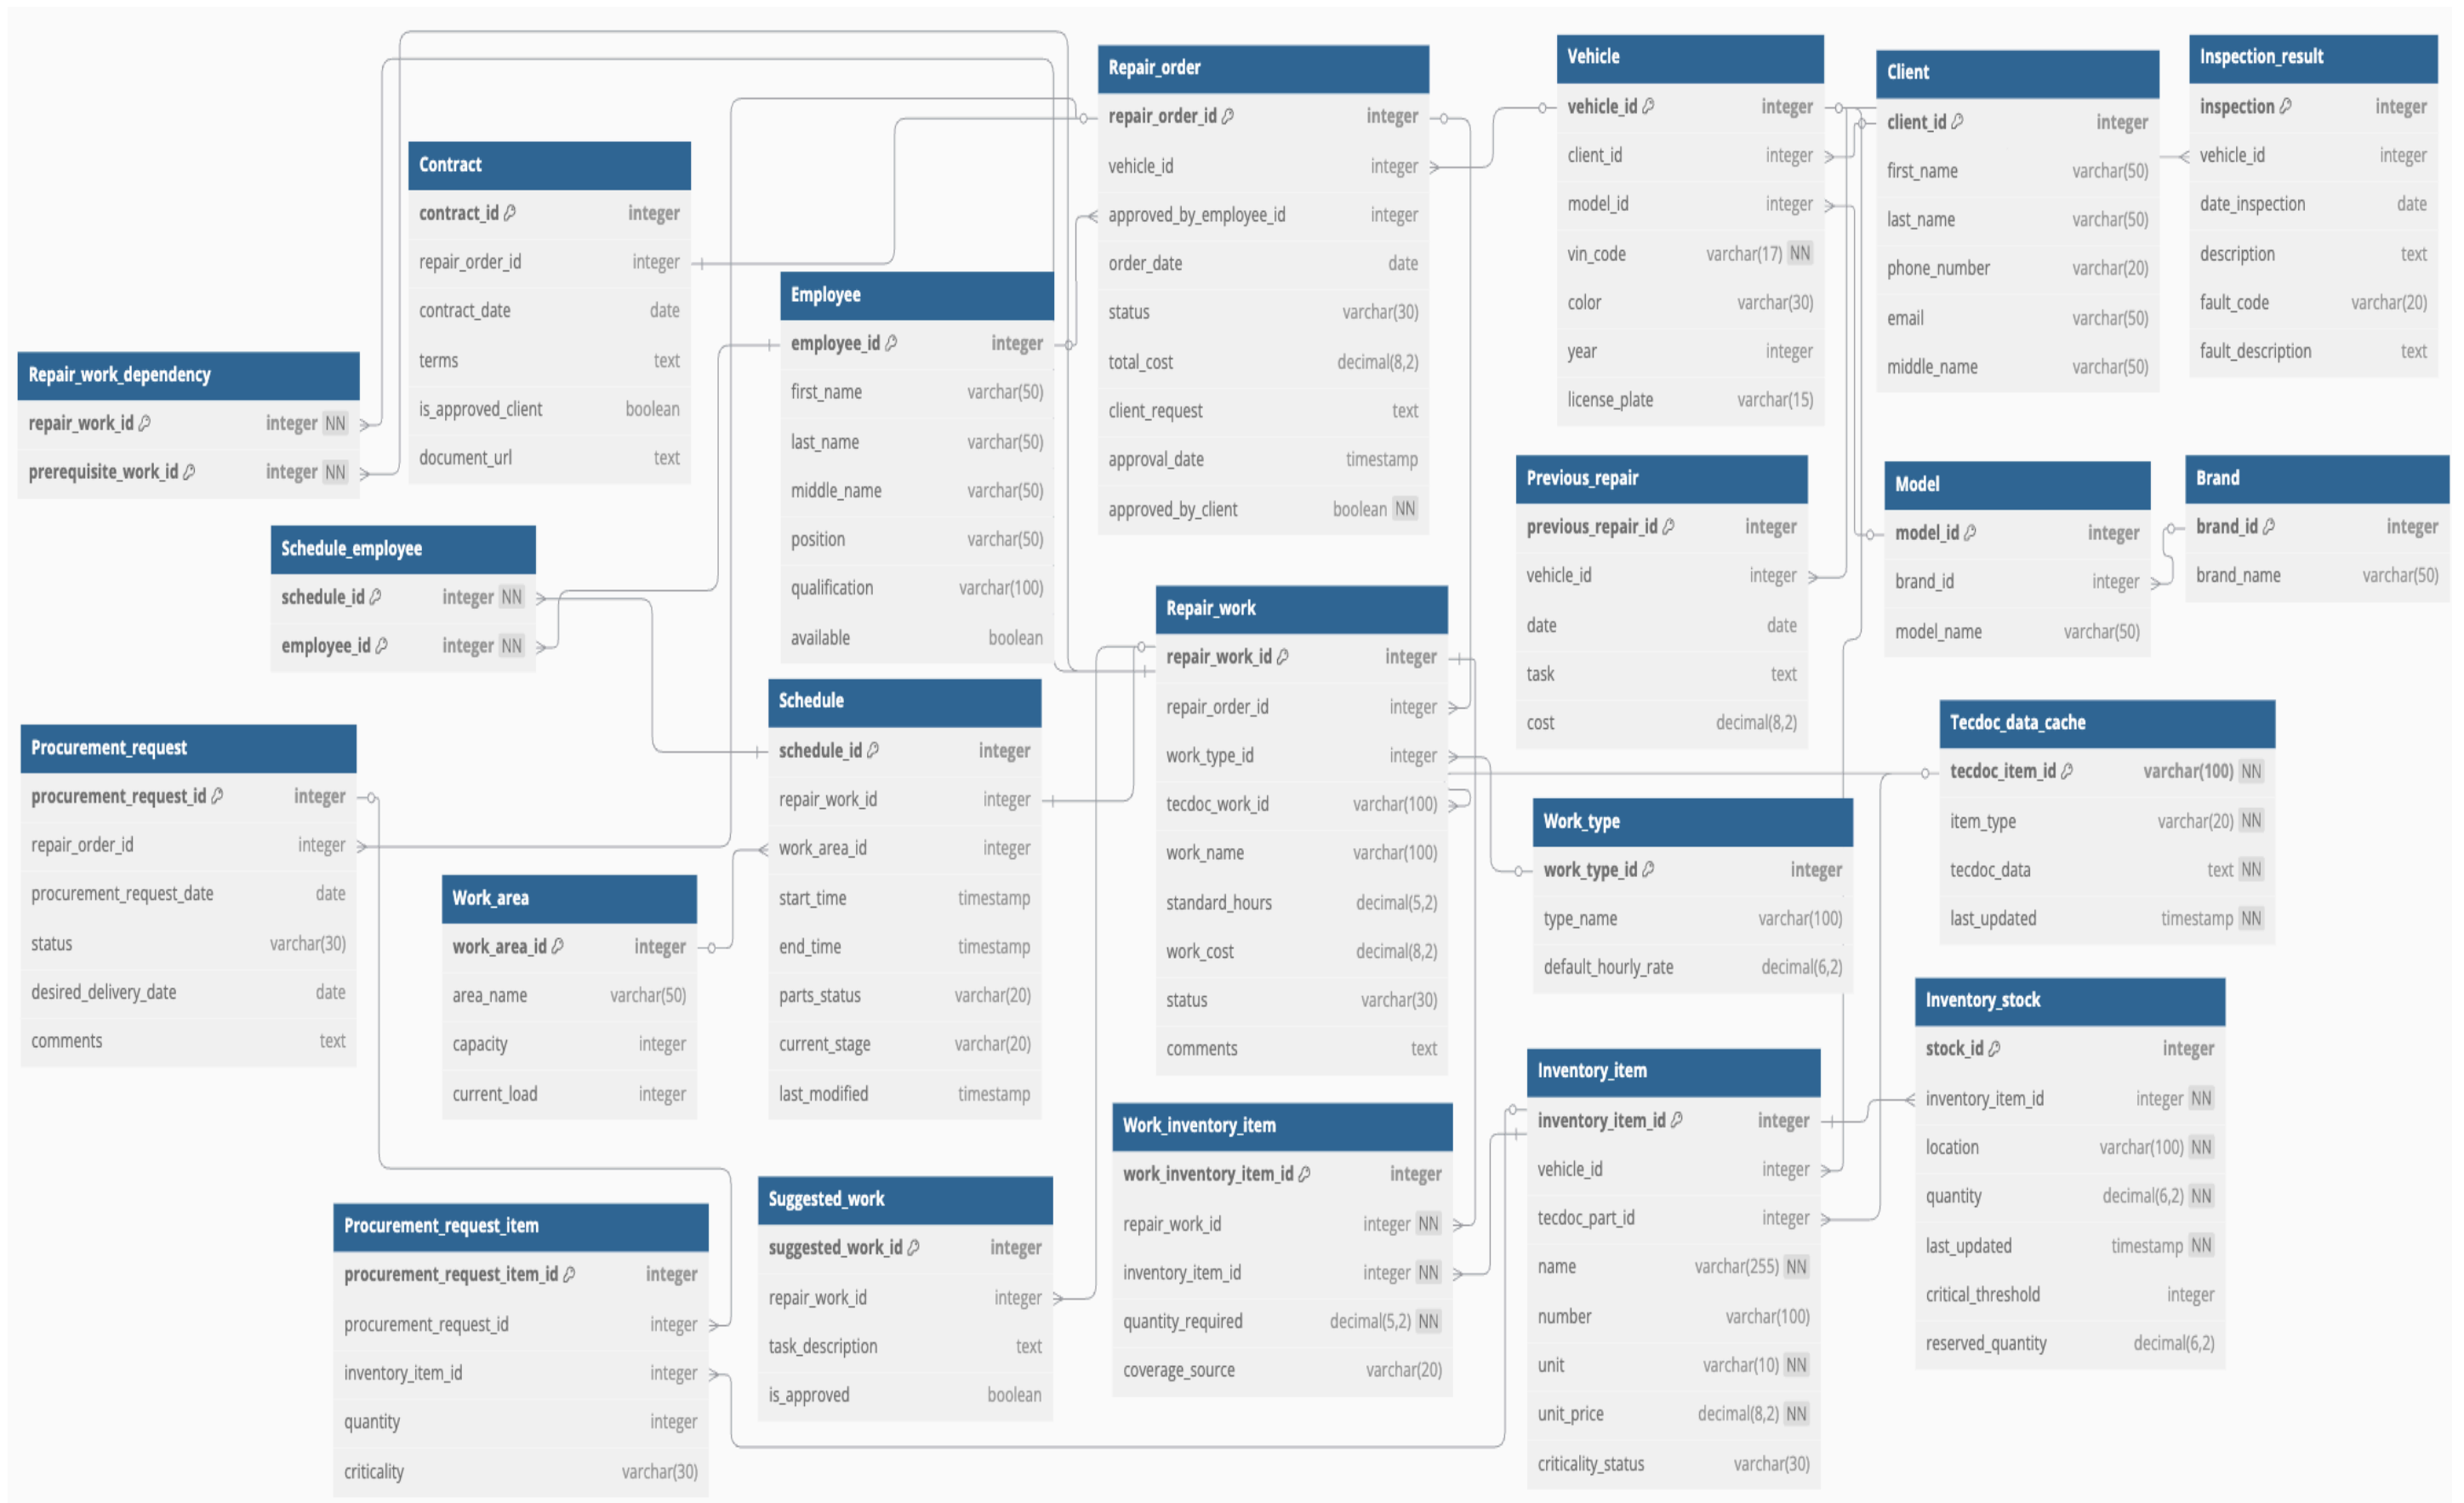 Repair_order
repair_order_id integer
vehicle_id integer
approved_by_employee_id integer
order_date date
status varchar(30)
total_cost decimal(8,2)
client_request text
approval_date timestamp
approved_by_client boolean NN
Vehicle
vehicle_id integer
client_id integer
model_id integer
vin_code varchar(17) NN
color varchar(30)
year integer
license_plate varchar(15)
Client
client_id integer
first_name varchar(50)
last_name varchar(50)
phone_number varchar(20)
email varchar(50)
middle_name varchar(50)
Inspection_result
inspection integer
vehicle_id integer
date_inspection date
description text
fault_code varchar(20)
fault_description text
Contract
contract_id integer
repair_order_id integer
contract_date date
terms text
is_approved_client boolean
document_url text
Employee
employee_id integer
first_name varchar(50)
last_name varchar(50)
middle_name varchar(50)
position varchar(50)
qualification varchar(100)
available boolean
Repair_work_dependency
repair_work_id integer NN
prerequisite_work_id integer NN
Schedule_employee
schedule_id integer NN
employee_id integer NN
Previous_repair
previous_repair_id integer
vehicle_id integer
date date
task text
cost decimal(8,2)
Model
model_id integer
brand_id integer
model_name varchar(50)
Brand
brand_id integer
brand_name varchar(50)
Repair_work
repair_work_id integer
repair_order_id integer
work_type_id integer
tecdoc_work_id varchar(100)
work_name varchar(100)
standard_hours decimal(5,2)
work_cost decimal(8,2)
status varchar(30)
comments text
Schedule
schedule_id integer
repair_work_id integer
work_area_id integer
start_time timestamp
end_time timestamp
parts_status varchar(20)
current_stage varchar(20)
last_modified timestamp
Procurement_request
procurement_request_id integer
repair_order_id integer
procurement_request_date date
status varchar(30)
desired_delivery_date date
comments text
Work_area
work_area_id integer
area_name varchar(50)
capacity integer
current_load integer
Tecdoc_data_cache
tecdoc_item_id varchar(100) NN
item_type varchar(20) NN
tecdoc_data text NN
last_updated timestamp NN
Work_type
work_type_id integer
type_name varchar(100)
default_hourly_rate decimal(6,2)
Inventory_stock
stock_id integer
inventory_item_id integer NN
location varchar(100) NN
quantity decimal(6,2) NN
last_updated timestamp NN
critical_threshold integer
reserved_quantity decimal(6,2)
Inventory_item
inventory_item_id integer
vehicle_id integer
tecdoc_part_id integer
name varchar(255) NN
number varchar(100)
unit varchar(10) NN
unit_price decimal(8,2) NN
criticality_status varchar(30)
Work_inventory_item
work_inventory_item_id integer
repair_work_id integer NN
inventory_item_id integer NN
quantity_required decimal(5,2) NN
coverage_source varchar(20)
Suggested_work
suggested_work_id integer
repair_work_id integer
task_description text
is_approved boolean
Procurement_request_item
procurement_request_item_id integer
procurement_request_id integer
inventory_item_id integer
quantity integer
criticality varchar(30)